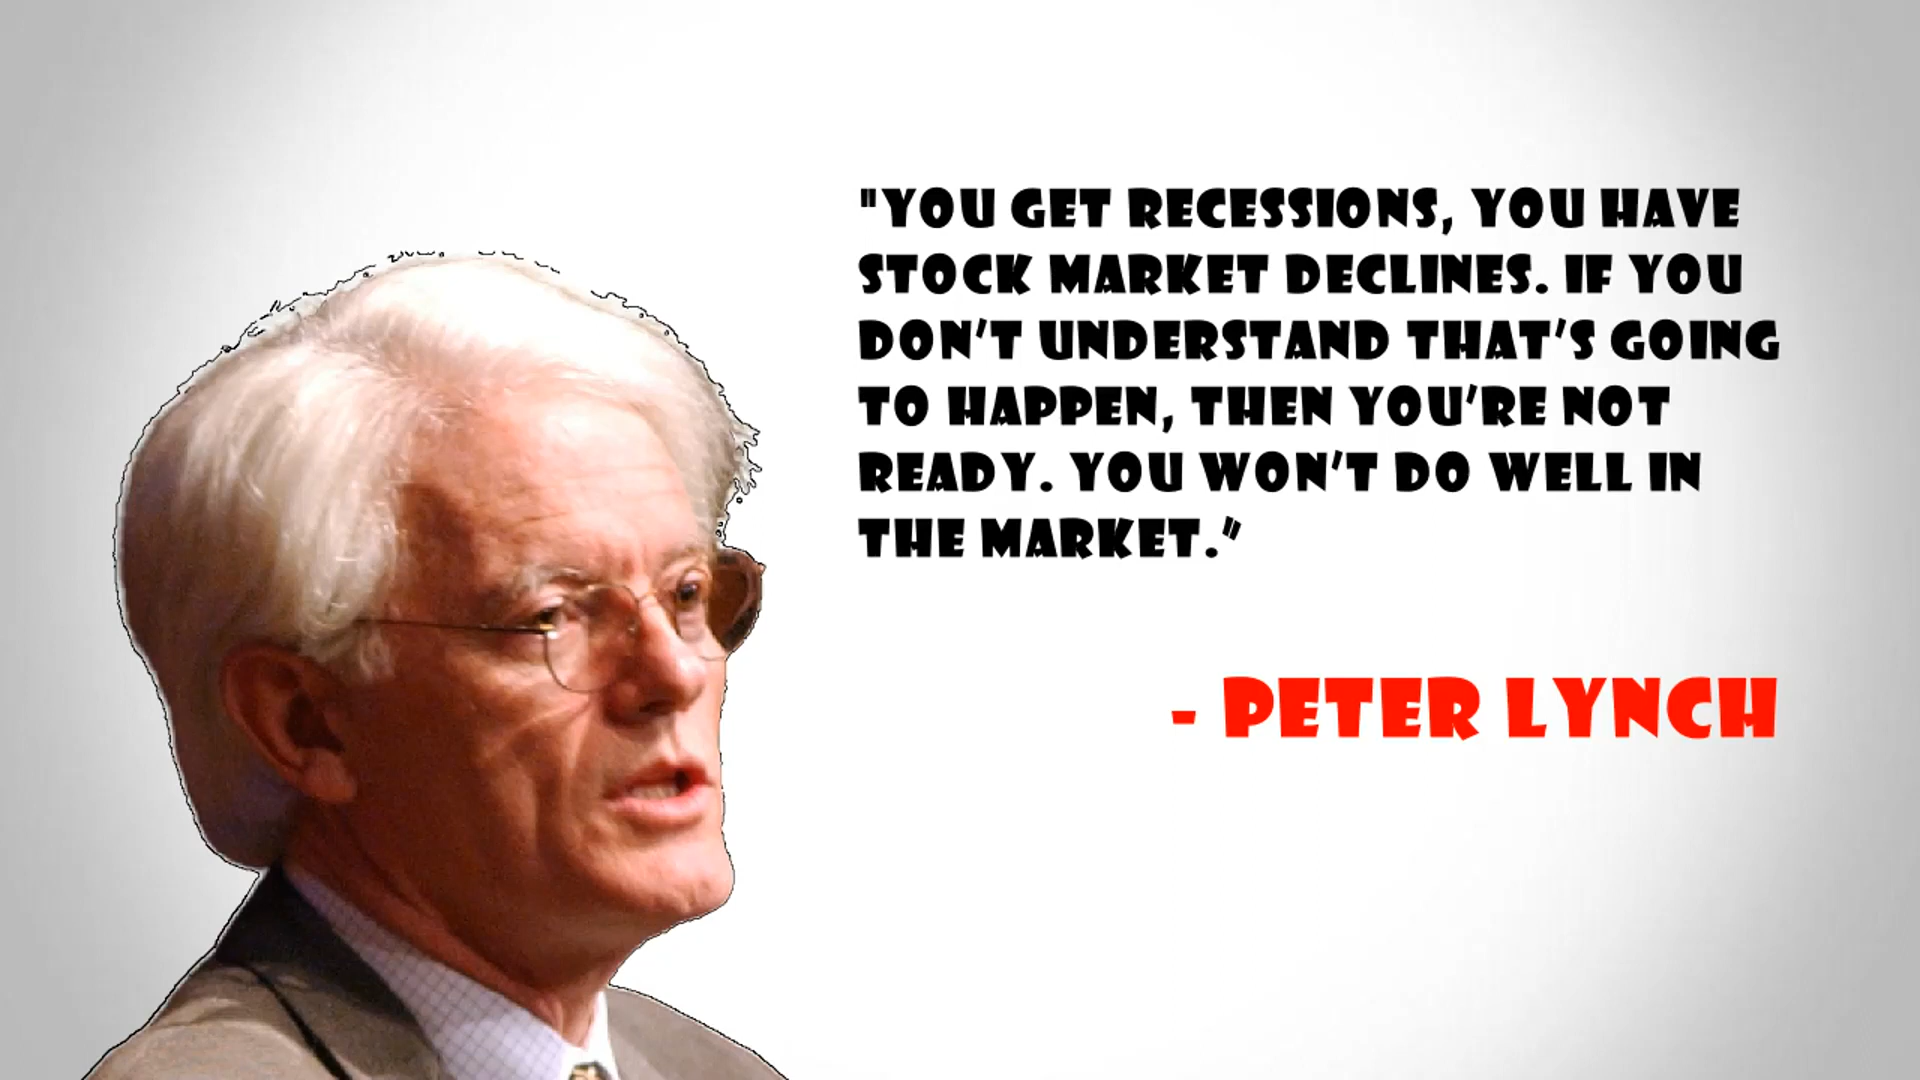 "YOU GET RECESSIONS, YOU HAVE
STOCK MARKET DECLINES. IF YOU
DON'T UNDERSTAND THAT'S GOING
TO HAPPEN, THEN YOU'RE NOT
READY. YOU WON'T DO WELL IN
THE MARKET."
- PETER LYNCH